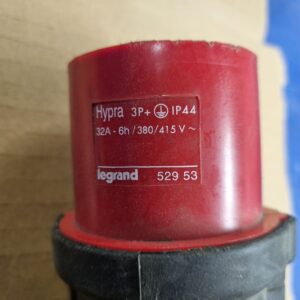 Hypra 3P+⏚ IP44
32A - 6h / 380/415 V ~
legrand 529 53